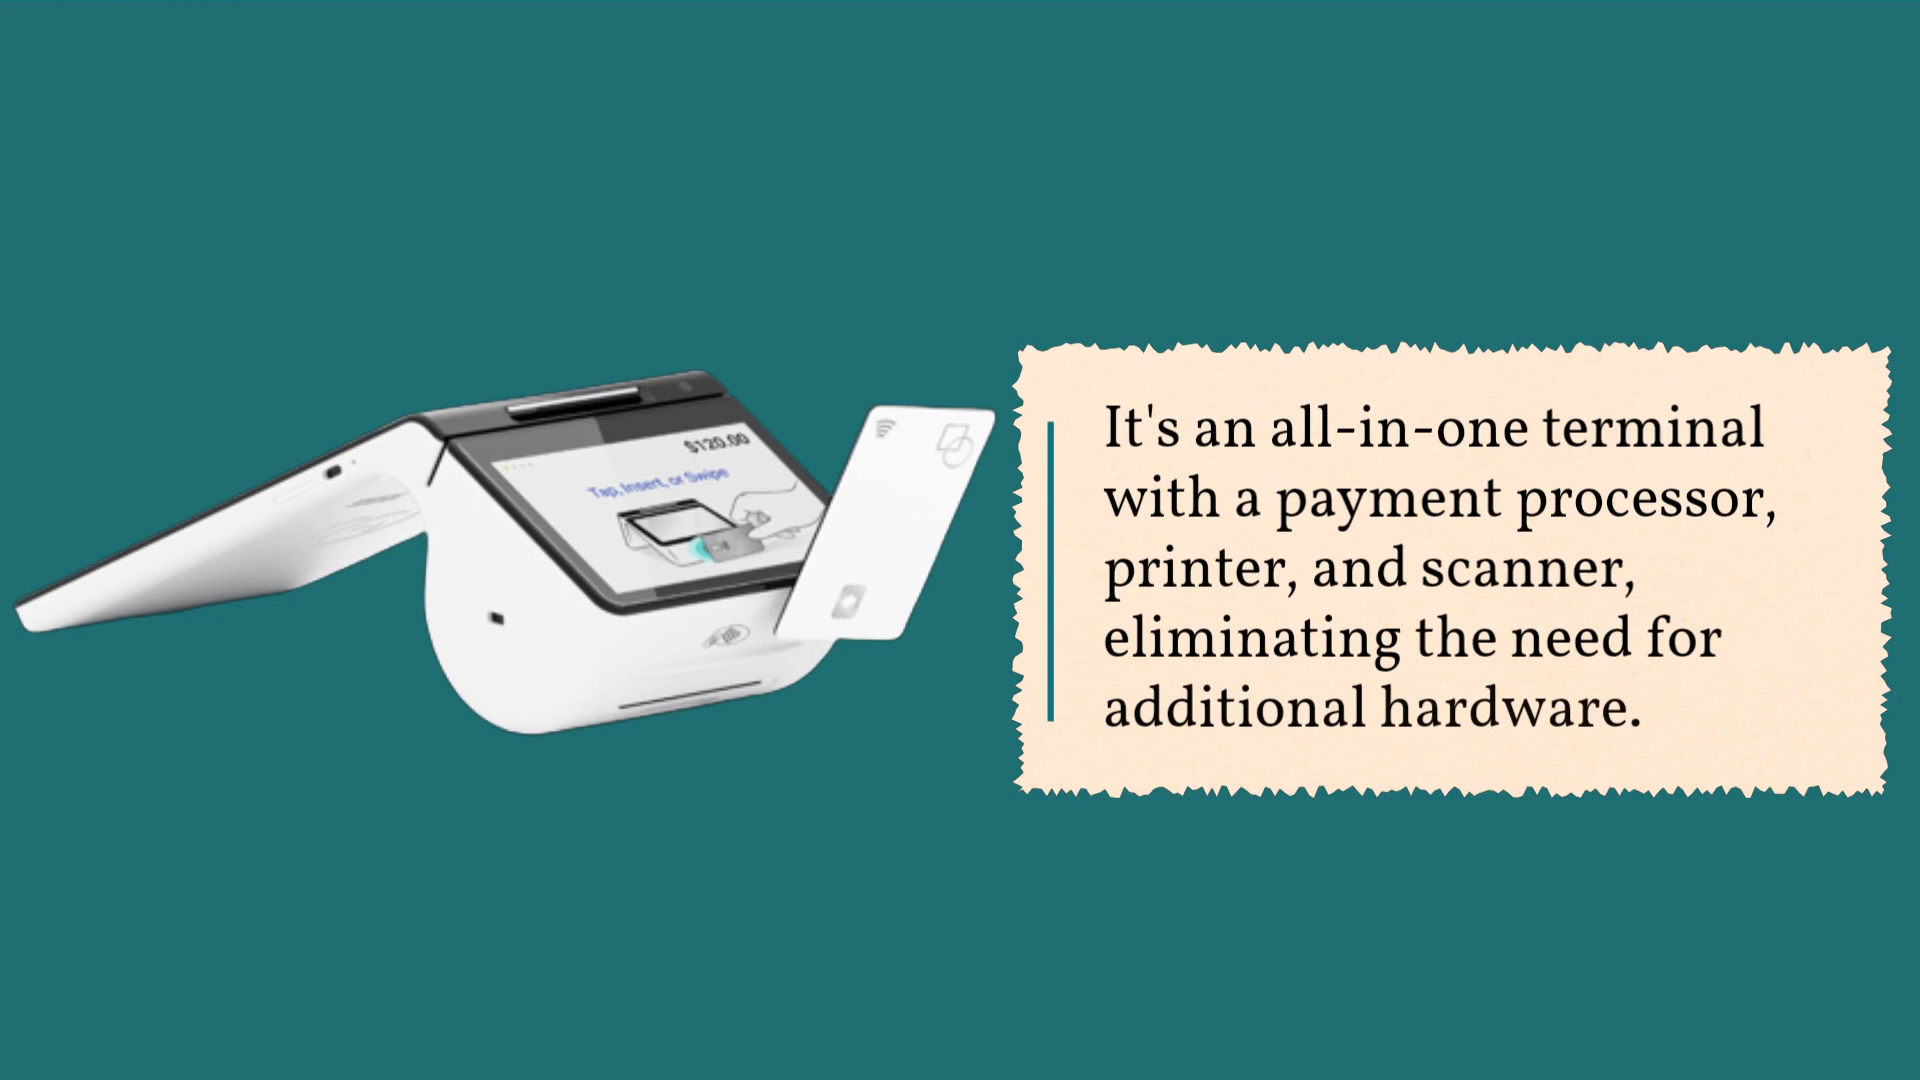 $120.00
Tap, Insert, or Swipe
It's an all-in-one terminal
with a payment processor,
printer, and scanner,
eliminating the need for
additional hardware.